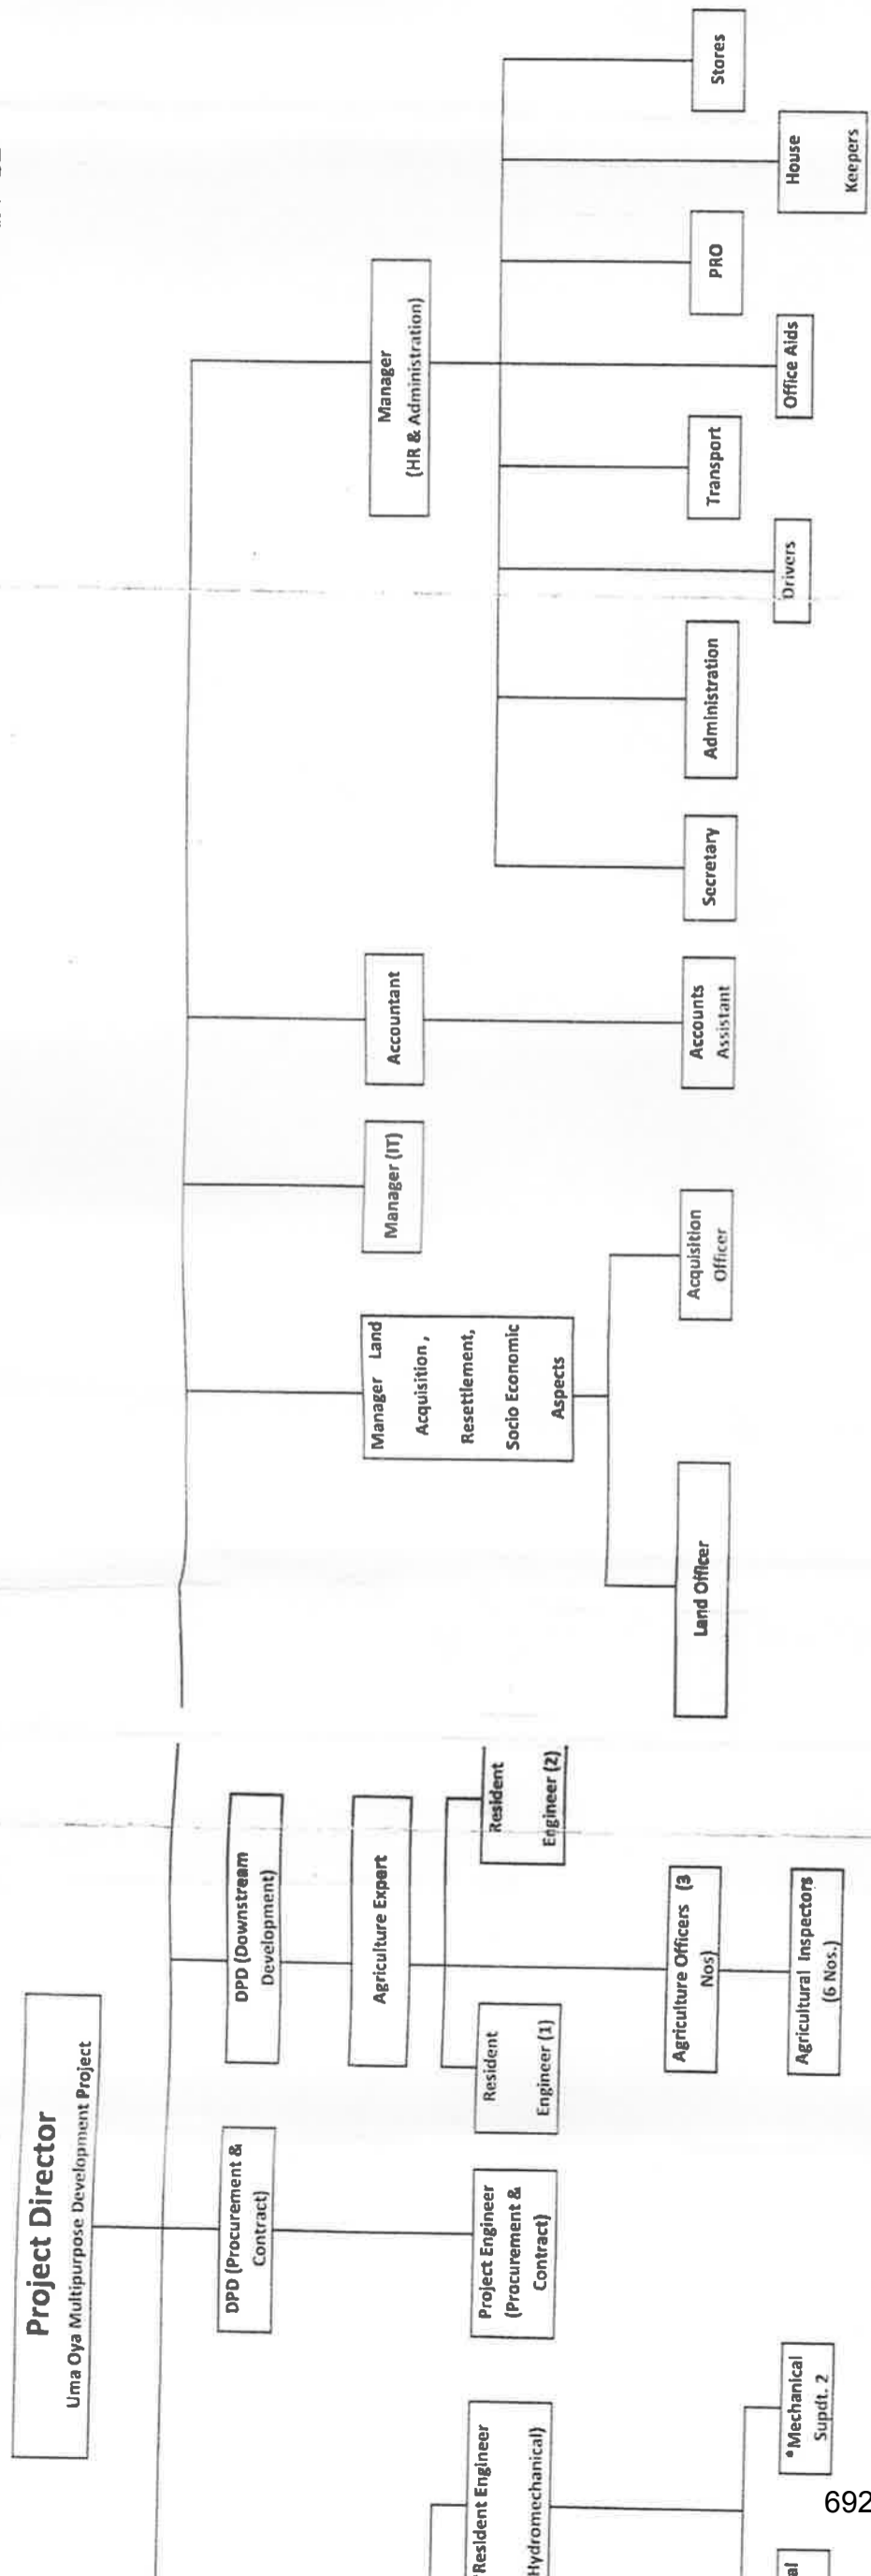 Project Director
Uma Oya Multipurpose Development Project
DPD (Procurement &
Contract)
DPD (Downstream
Development)
Agriculture Expert
Manager Land
Acquisition ,
Resettlement,
Socio Economic
Aspects
Manager (IT)
Accountant
Manager
(HR & Administration)
Resident Engineer
Hydromechanical)
Project Engineer
(Procurement &
Contract)
Resident
Engineer (1)
Resident
Engineer (2)
Agriculture Officers (3
Nos)
Land Officer
Acquisition
Officer
Accounts
Assistant
Secretary
Administration
Transport
PRO
Stores
al
*Mechanical
Supdt. 2
Agricultural Inspectors
(6 Nos.)
Drivers
Office Aids
House
Keepers
692